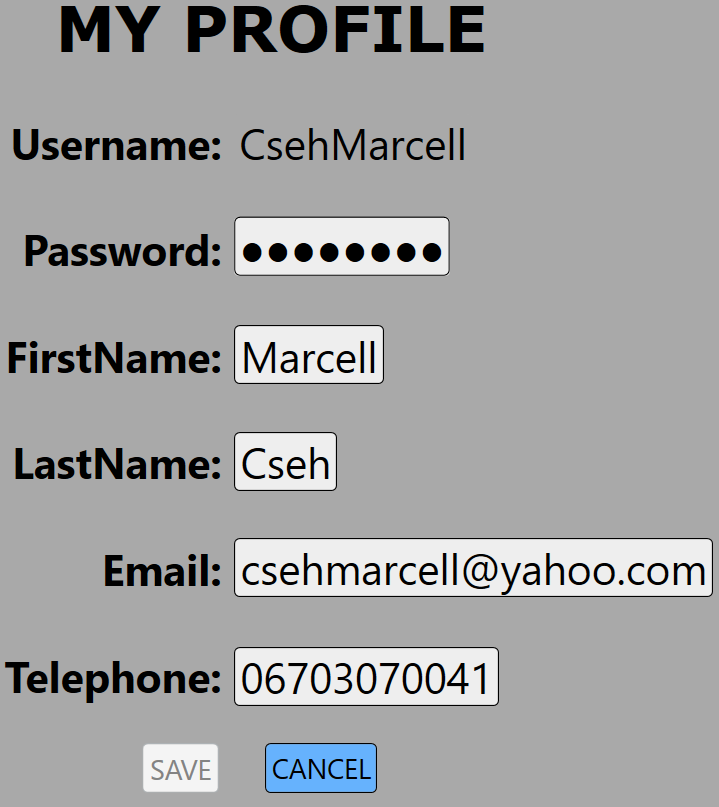 MY PROFILE
Username: CsehMarcell
Password: ●●●●●●●●
FirstName: Marcell
LastName: Cseh
Email: csehmarcell@yahoo.com
Telephone: 06703070041
SAVE CANCEL